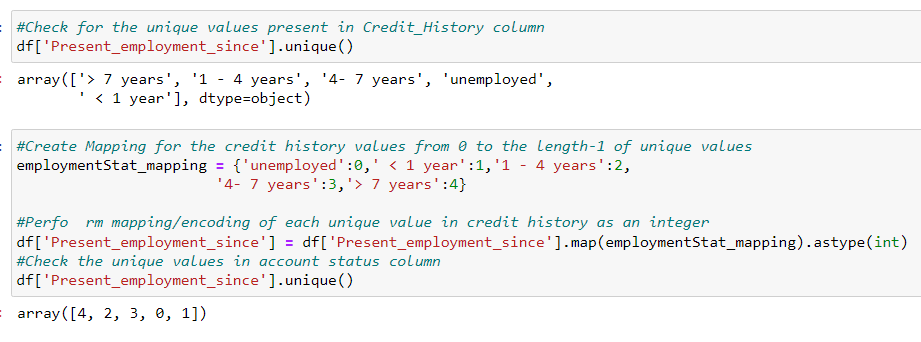 #Check for the unique values present in Credit_History column
df['Present_employment_since'].unique()
array(['> 7 years', '1 - 4 years', '4- 7 years', 'unemployed',
       ' < 1 year'], dtype=object)
#Create Mapping for the credit history values from 0 to the length-1 of unique values
employmentStat_mapping = {'unemployed':0,' < 1 year':1,'1 - 4 years':2,
                       '4- 7 years':3,'> 7 years':4}
#Perfo  rm mapping/encoding of each unique value in credit history as an integer
df['Present_employment_since'] = df['Present_employment_since'].map(employmentStat_mapping).astype(int)
#Check the unique values in account status column
df['Present_employment_since'].unique()
array([4, 2, 3, 0, 1])